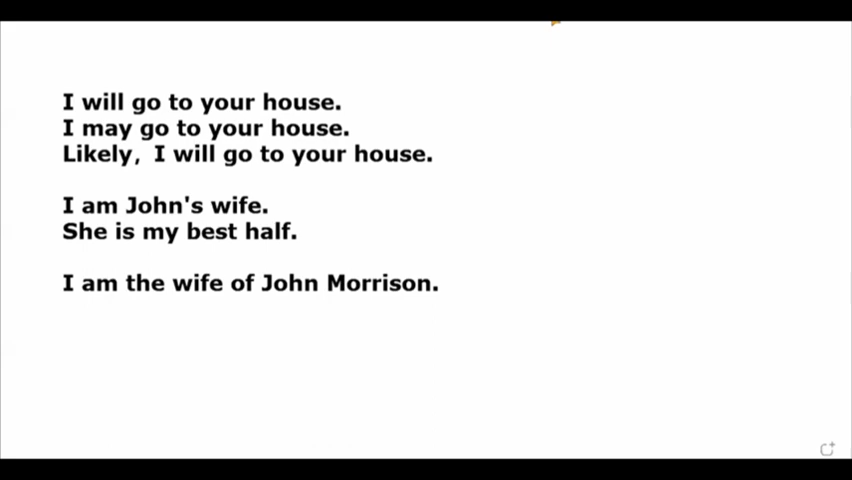 I will go to your house.
I may go to your house.
Likely, I will go to your house.
I am John's wife.
She is my best half.
I am the wife of John Morrison.